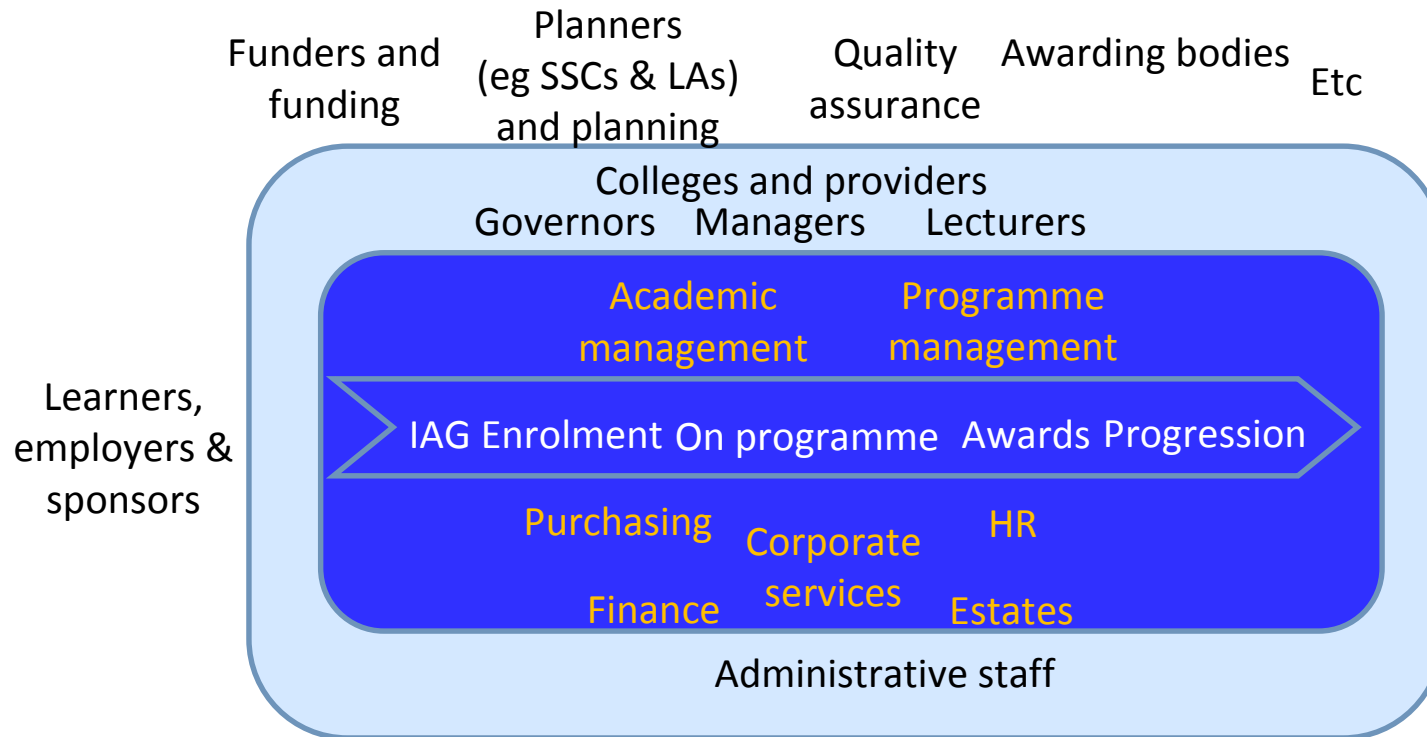 Funders and
funding
Planners
(eg SSCs & LAs)
and planning
Quality
assurance
Awarding bodies
Etc
Colleges and providers
Governors Managers Lecturers
Academic
management
Programme
management
Learners,
employers &
sponsors
IAG Enrolment On programme Awards Progression
Purchasing
Corporate
services
HR
Finance
Estates
Administrative staff